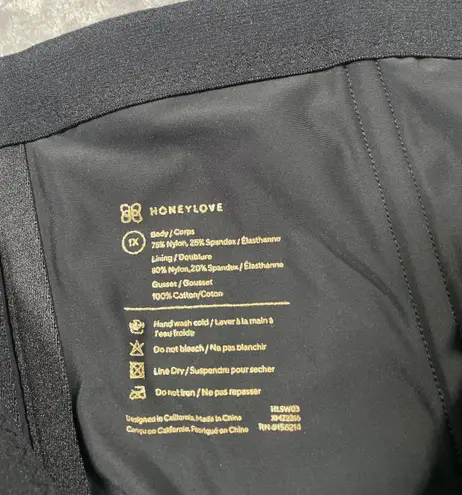 HONEYLOVE
1X
Body / Corps
75% Nylon, 25% Spandex / Élasthanne
Lining / Doublure
80% Nylon, 20% Spandex / Élasthanne
Gusset / Gousset
100% Cotton/Coton
Hand wash cold / Laver à la main à
l'eau froide
Do not bleach / Ne pas blanchir
Line Dry / Suspendre pour secher
Do not iron / Ne pas repasser
Designed in California, Made in China
Conçu en Californie, Fabriqué en Chine
HLSW03
RN #156214